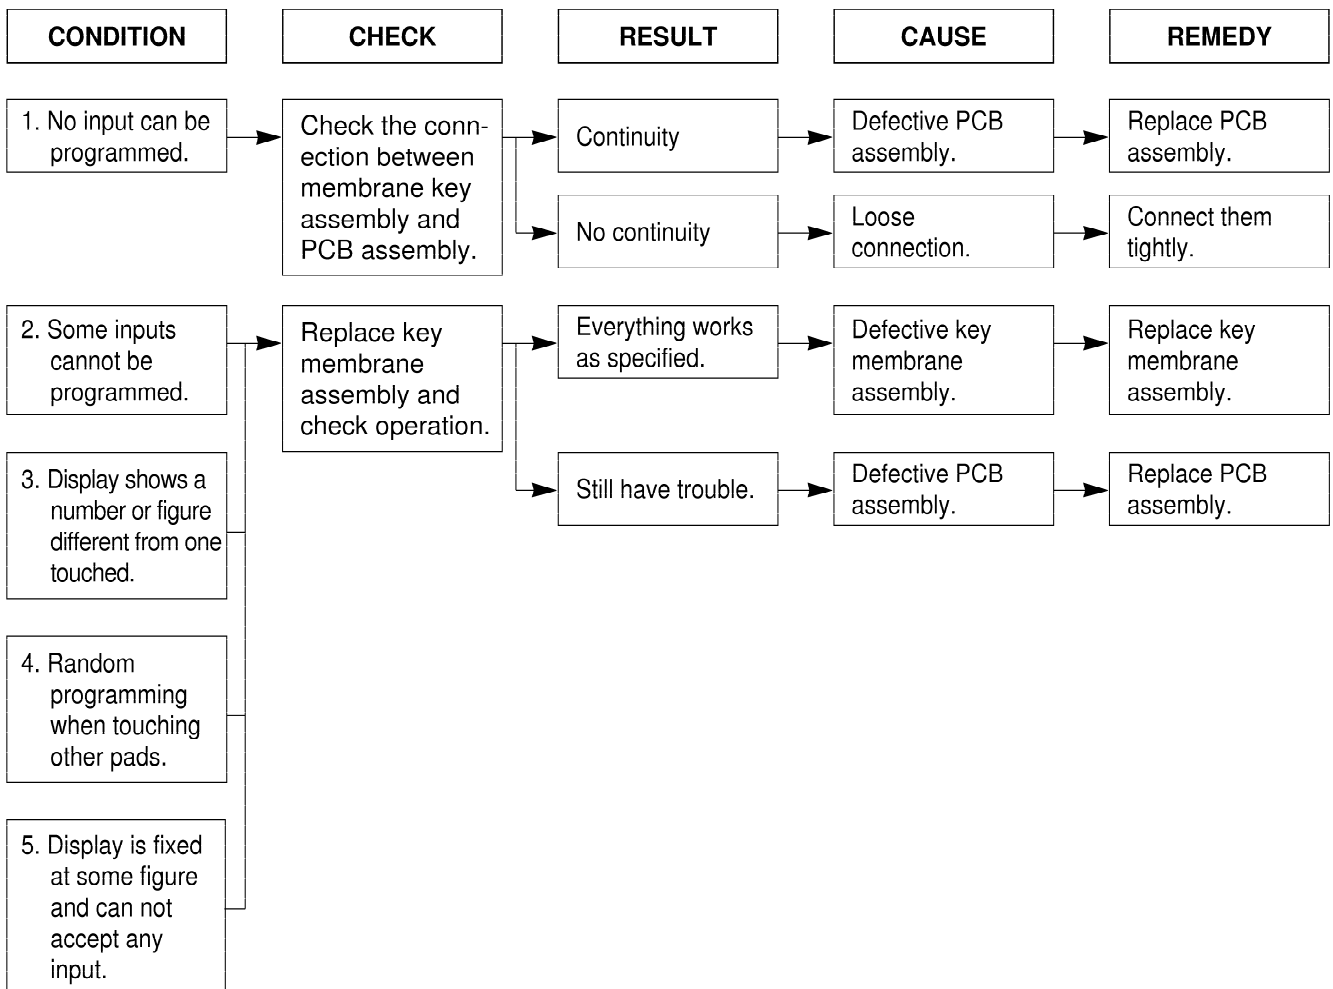 CONDITION
CHECK
RESULT
CAUSE
REMEDY
1. No input can be
programmed.
Check the conn-
ection between
membrane key
assembly and
PCB assembly.
Continuity
Defective PCB
assembly.
Replace PCB
assembly.
No continuity
Loose
connection.
Connect them
tightly.
2. Some inputs
cannot be
programmed.
Replace key
membrane
assembly and
check operation.
Everything works
as specified.
Defective key
membrane
assembly.
Replace key
membrane
assembly.
3. Display shows a
number or figure
different from one
touched.
Still have trouble.
Defective PCB
assembly.
Replace PCB
assembly.
4. Random
programming
when touching
other pads.
5. Display is fixed
at some figure
and can not
accept any
input.